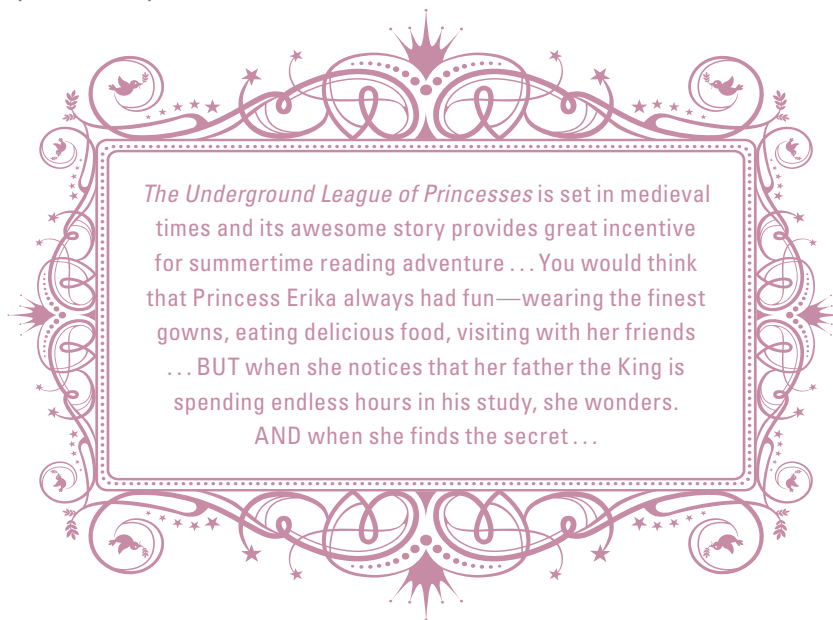 The Underground League of Princesses is set in medieval
times and its awesome story provides great incentive
for summertime reading adventure . . . You would think
that Princess Erika always had fun—wearing the finest
gowns, eating delicious food, visiting with her friends
. . . BUT when she notices that her father the King is
spending endless hours in his study, she wonders.
AND when she finds the secret . . .